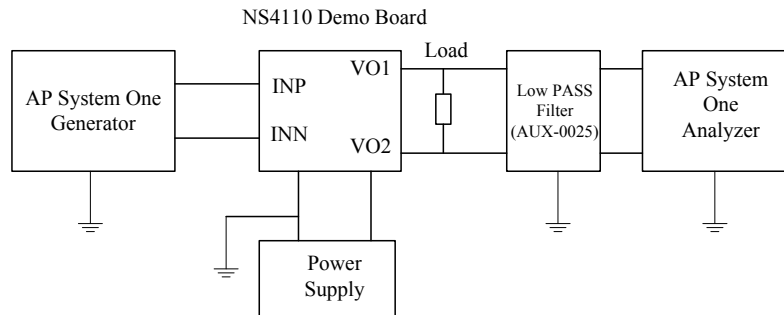 NS4110 Demo Board
AP System One
Generator
INP
INN
VO1
VO2
Load
Low PASS
Filter
(AUX-0025)
AP System
One
Analyzer
Power
Supply